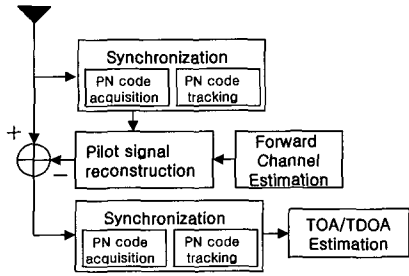 Synchronization
PN code acquisition
PN code tracking
+
−
Pilot signal reconstruction
Forward Channel Estimation
Synchronization
PN code acquisition
PN code tracking
TOA/TDOA Estimation